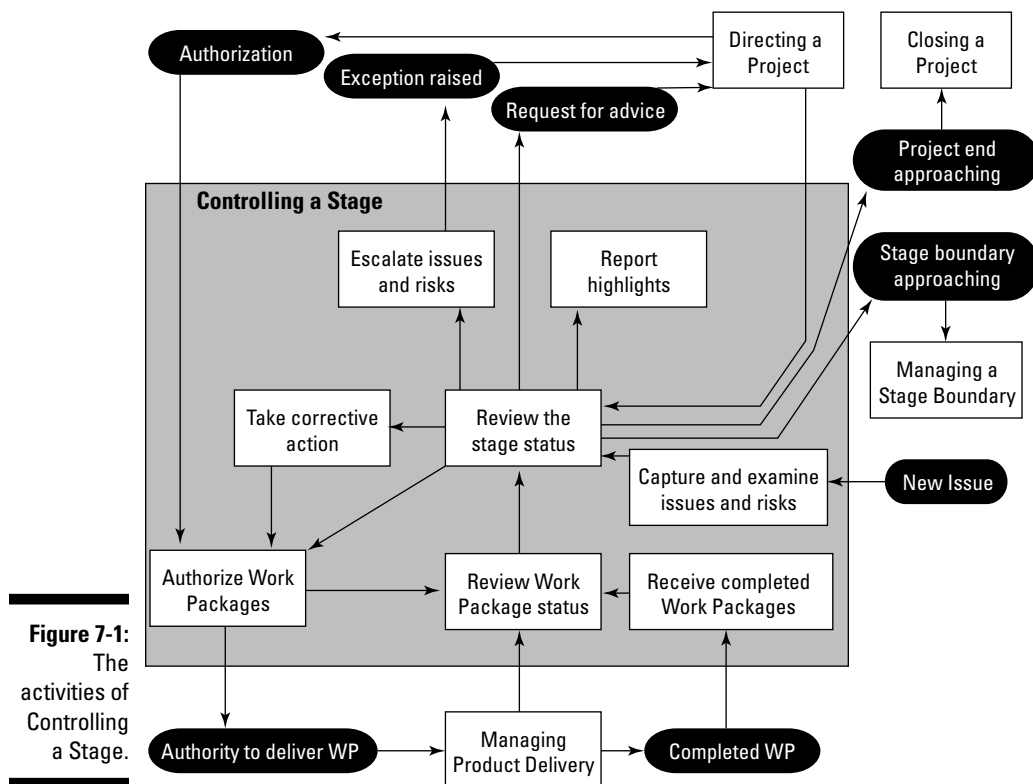 Authorization
Directing a
Project
Closing a
Project
Exception raised
Request for advice
Project end
approaching
Controlling a Stage
Escalate issues
and risks
Report
highlights
Stage boundary
approaching
Managing a
Stage Boundary
Take corrective
action
Review the
stage status
Capture and examine
issues and risks
New Issue
Authorize Work
Packages
Review Work
Package status
Receive completed
Work Packages
Figure 7-1:
The
activities of
Controlling
a Stage.
Authority to deliver WP
Managing
Product Delivery
Completed WP